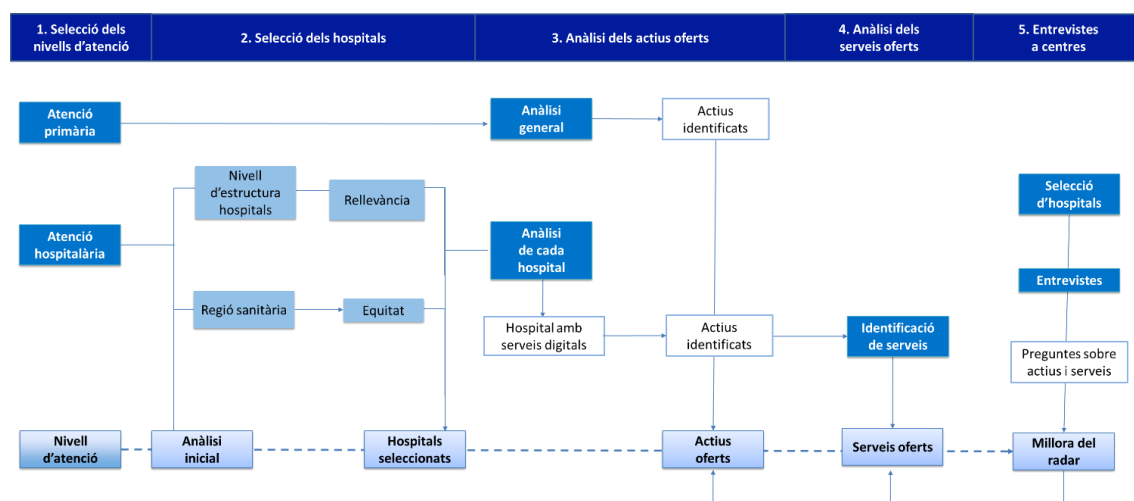 1. Selecció dels
nivells d'atenció
2. Selecció dels hospitals
3. Anàlisi dels actius oferts
4. Anàlisi dels
serveis oferts
5. Entrevistes
a centres
Atenció
primària
Anàlisi
general
Actius
identificats
Nivell
d'estructura
hospitals
Rellevància
Selecció
d'hospitals
Atenció
hospitalària
Anàlisi
de cada
hospital
Entrevistes
Regió sanitària
Equitat
Hospital amb
serveis digitals
Actius
identificats
Identificació
de serveis
Preguntes sobre
actius i serveis
Nivell
d'atenció
Anàlisi
inicial
Hospitals
seleccionats
Actius
oferts
Serveis oferts
Millora del
radar